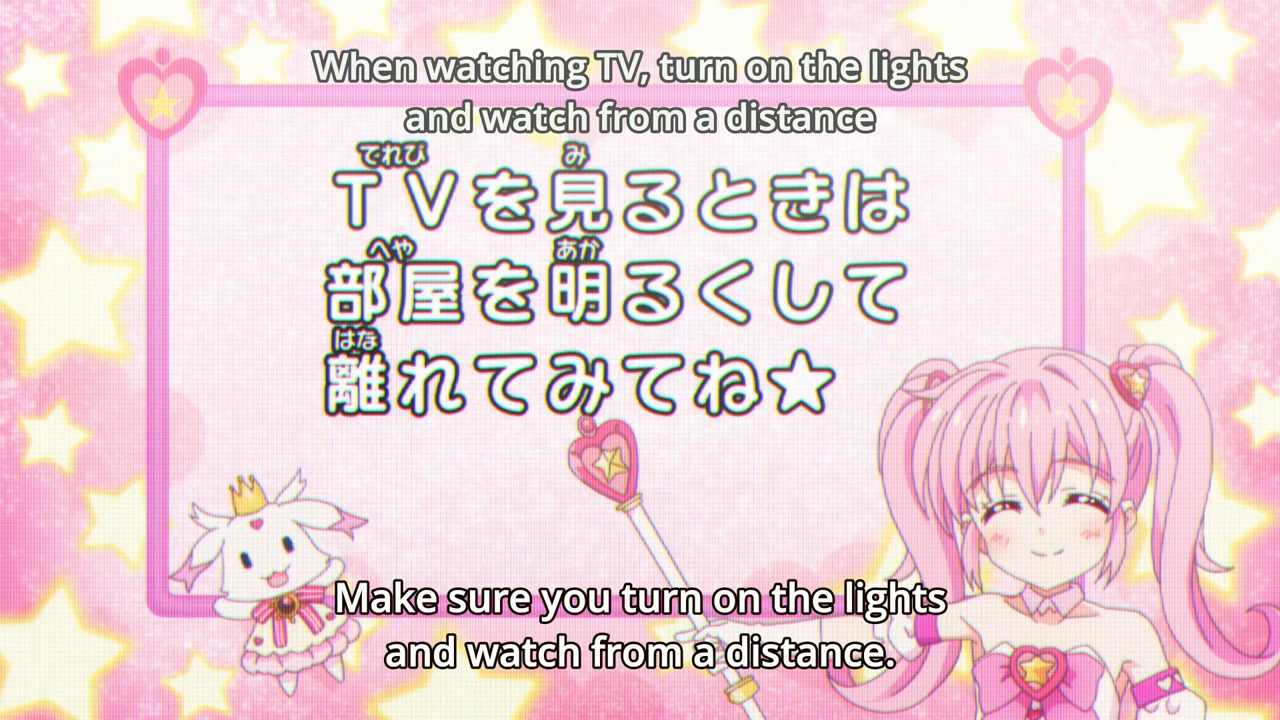 When watching TV, turn on the lights
and watch from a distance
てれび み
TVを見るときは
へや あか
部屋を明るくして
はな
離れてみてね★
Make sure you turn on the lights
and watch from a distance.